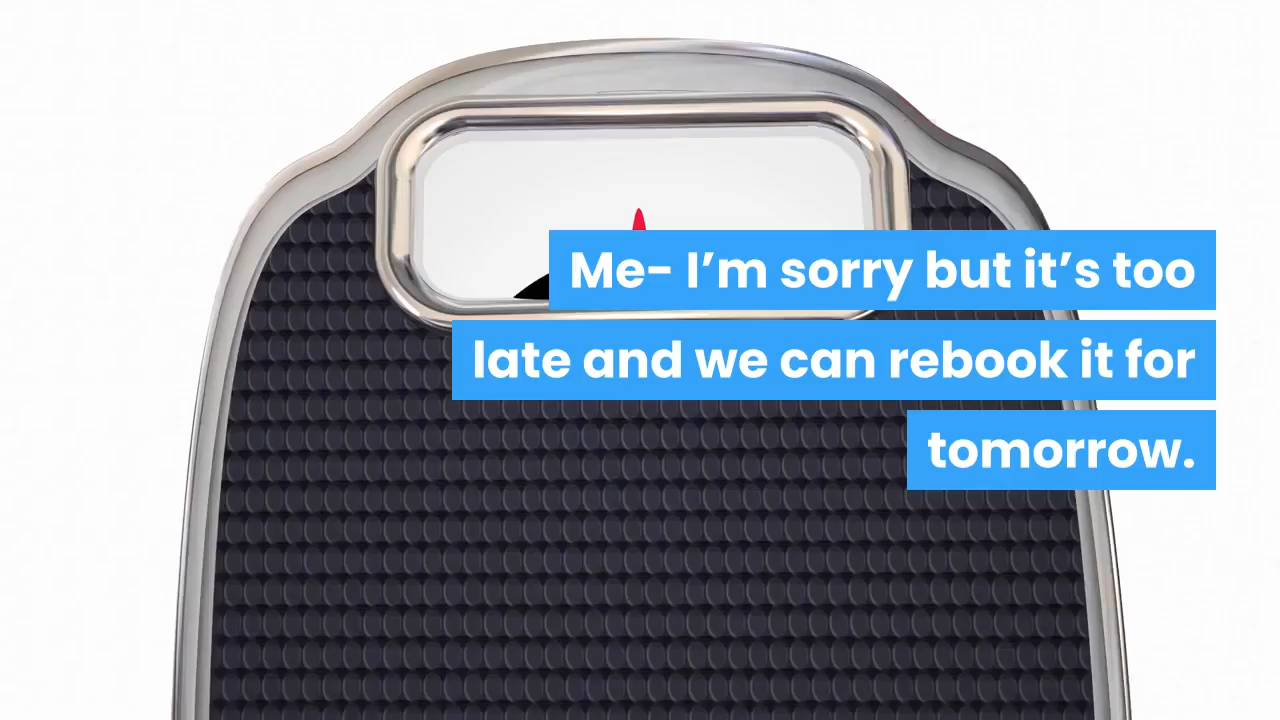 Me- I’m sorry but it’s too
late and we can rebook it for
tomorrow.